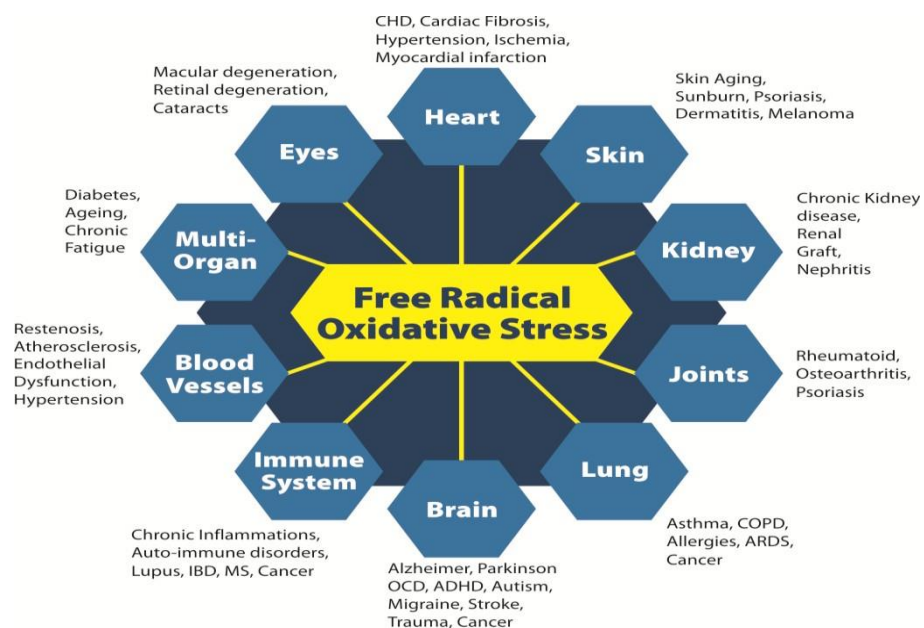 CHD, Cardiac Fibrosis,
Hypertension, Ischemia,
Myocardial infarction
Heart
Skin Aging,
Sunburn, Psoriasis,
Dermatitis, Melanoma
Skin
Chronic Kidney
disease,
Renal
Graft,
Nephritis
Kidney
Rheumatoid,
Osteoarthritis,
Psoriasis
Joints
Asthma, COPD,
Allergies, ARDS,
Cancer
Lung
Brain
Alzheimer, Parkinson
OCD, ADHD, Autism,
Migraine, Stroke,
Trauma, Cancer
Immune
System
Chronic Inflammations,
Auto-immune disorders,
Lupus, IBD, MS, Cancer
Blood
Vessels
Restenosis,
Atherosclerosis,
Endothelial
Dysfunction,
Hypertension
Multi-
Organ
Diabetes,
Ageing,
Chronic
Fatigue
Eyes
Macular degeneration,
Retinal degeneration,
Cataracts
Free Radical
Oxidative Stress